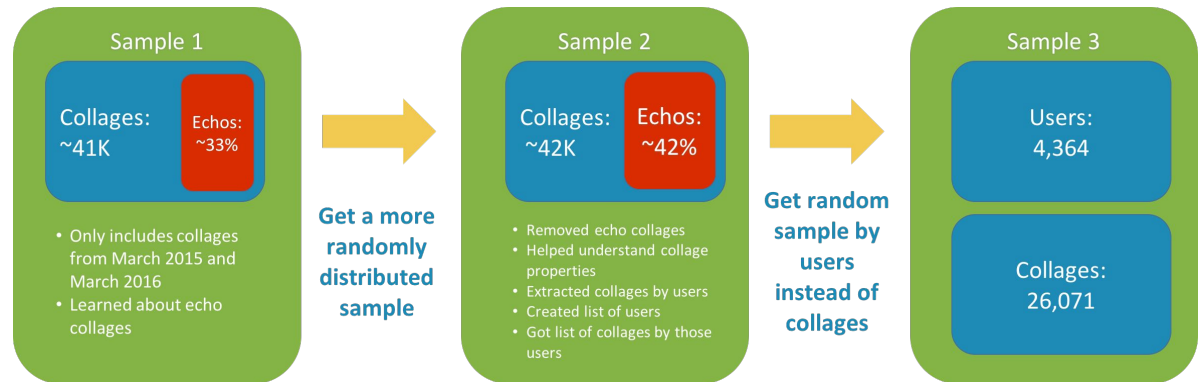 Sample 1
Collages:
~41K
Echos:
~33%
• Only includes collages
from March 2015 and
March 2016
• Learned about echo
collages
Get a more
randomly
distributed
sample
Sample 2
Collages:
~42K
Echos:
~42%
• Removed echo collages
• Helped understand collage
properties
• Extracted collages by users
• Created list of users
• Got list of collages by those
users
Get random
sample by
users
instead of
collages
Sample 3
Users:
4,364
Collages:
26,071